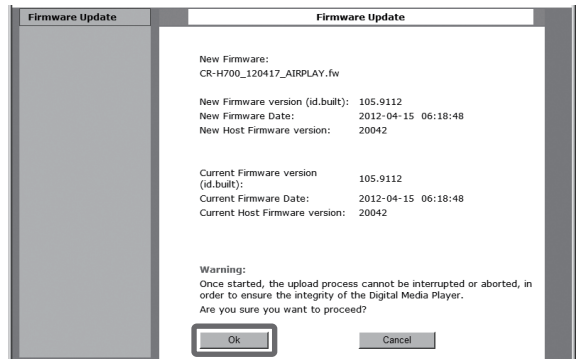 Firmware Update
Firmware Update
New Firmware:
CR-H700_120417_AIRPLAY.fw
New Firmware version (id.built): 105.9112
New Firmware Date: 2012-04-15 06:18:48
New Host Firmware version: 20042
Current Firmware version
(id.built): 105.9112
Current Firmware Date: 2012-04-15 06:18:48
Current Host Firmware version: 20042
Warning:
Once started, the upload process cannot be interrupted or aborted, in
order to ensure the integrity of the Digital Media Player.
Are you sure you want to proceed?
Ok Cancel